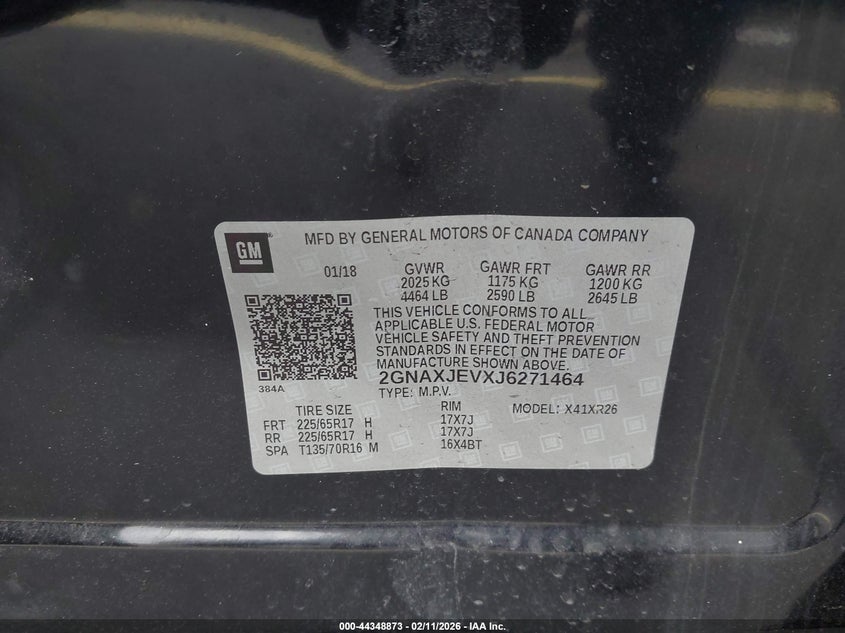 GM
MFD BY GENERAL MOTORS OF CANADA COMPANY
01/18 GVWR GAWR FRT GAWR RR
2025 KG 1175 KG 1200 KG
4464 LB 2590 LB 2645 LB
THIS VEHICLE CONFORMS TO ALL
APPLICABLE U.S. FEDERAL MOTOR
VEHICLE SAFETY AND THEFT PREVENTION
STANDARDS IN EFFECT ON THE DATE OF
MANUFACTURE SHOWN ABOVE.
384A
2GNAXJEVXJ6271464
TYPE: M.P.V.
TIRE SIZE RIM MODEL: X41XR26
FRT 225/65R17 H 17X7J
RR 225/65R17 H 17X7J
SPA T135/70R16 M 16X4BT
000-44348873 - 02/11/2026 - IAA Inc.